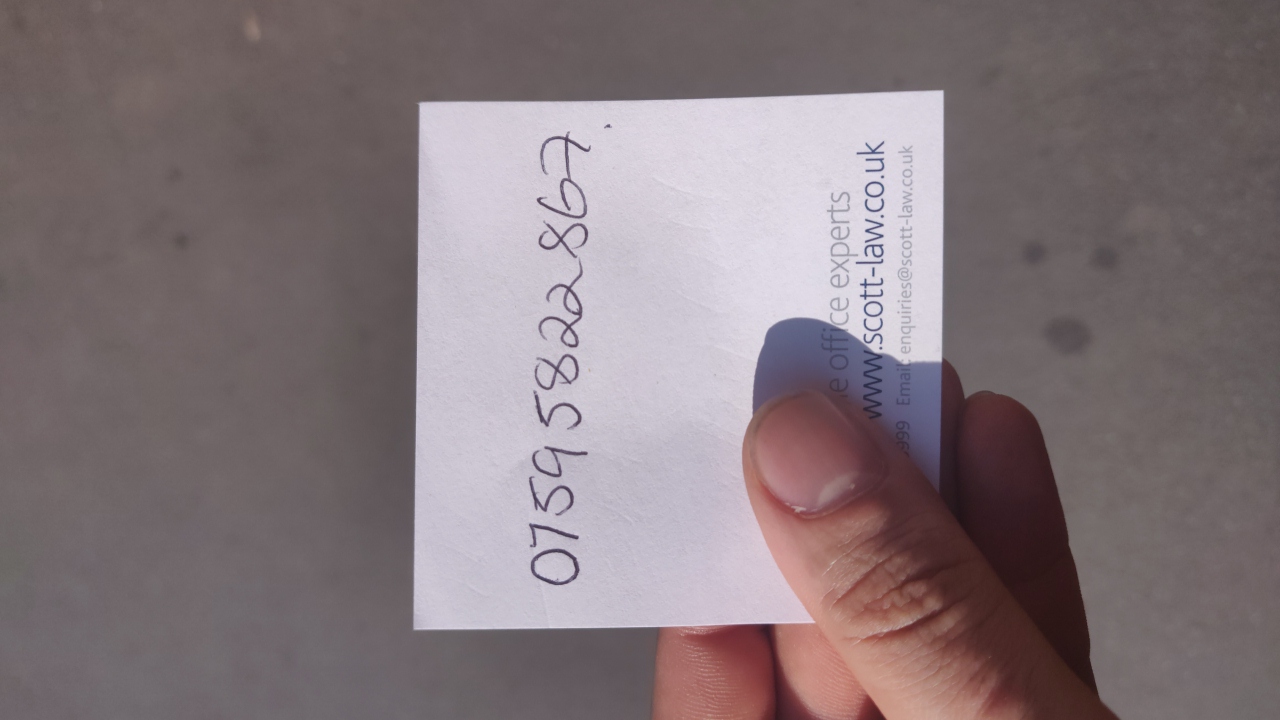 07595822867.
e office experts
www.scott-law.co.uk
999 Email: enquiries@scott-law.co.uk